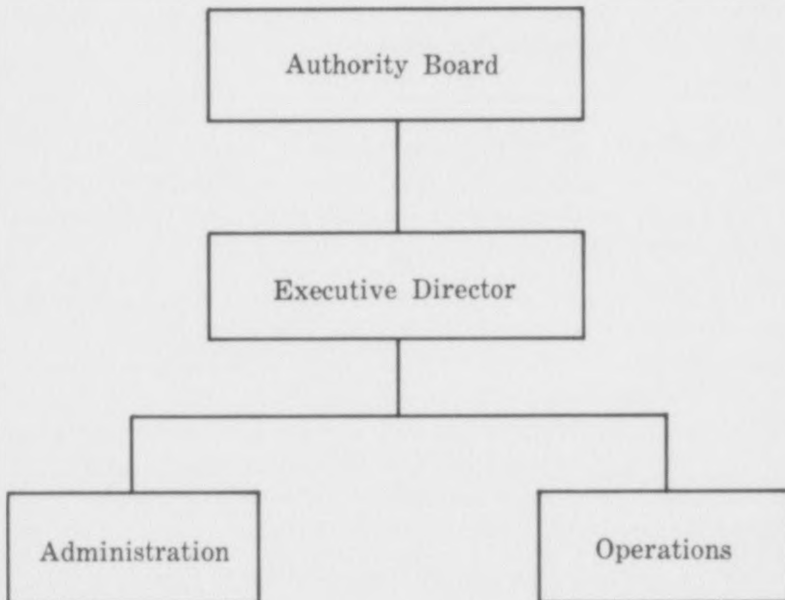 Authority Board
Executive Director
Administration
Operations